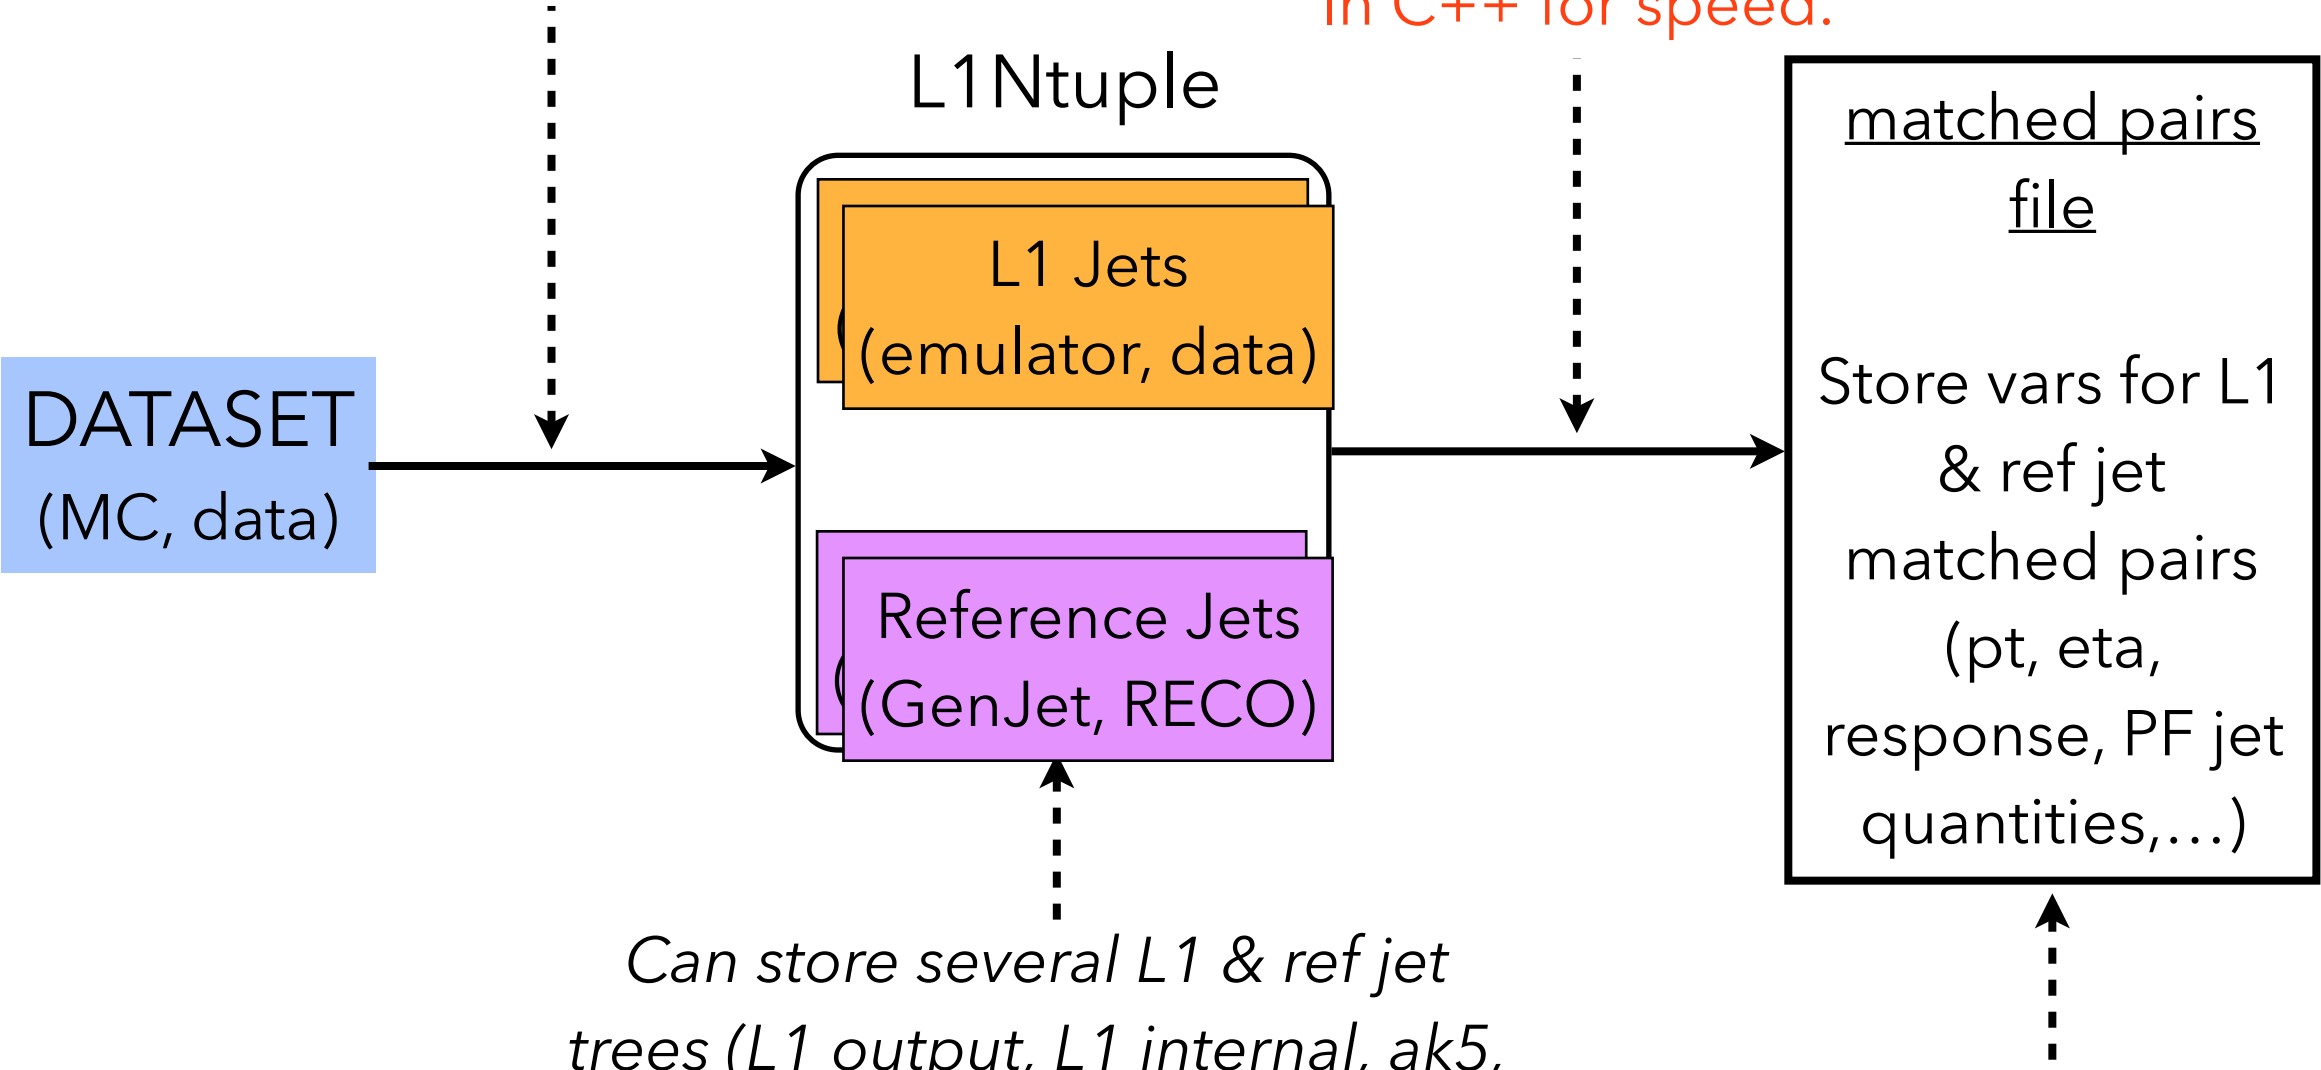 in C++ for speed.
L1Ntuple
L1 Jets
(emulator, data)
DATASET
(MC, data)
Reference Jets
(GenJet, RECO)
matched pairs
file
Store vars for L1
& ref jet
matched pairs
(pt, eta,
response, PF jet
quantities,...)
Can store several L1 & ref jet
trees (L1 output, L1 internal, ak5,